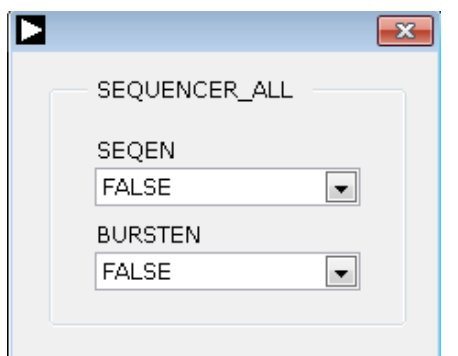 SEQUENCER_ALL
SEQEN
FALSE
BURSTEN
FALSE